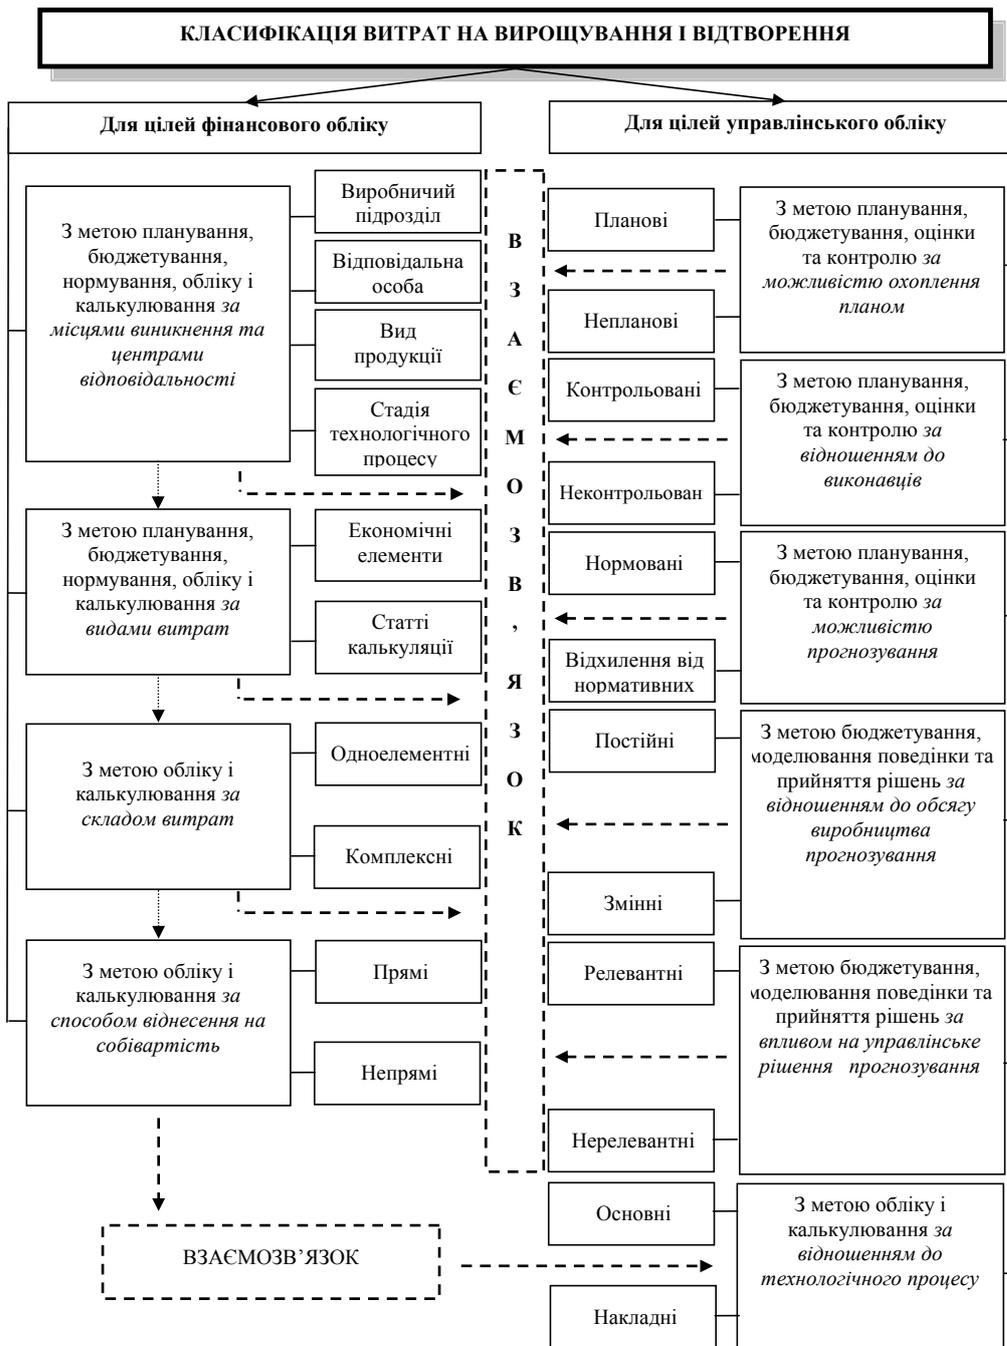 КЛАСИФІКАЦІЯ ВИТРАТ НА ВИРОЩУВАННЯ І ВІДТВОРЕННЯ
Для цілей фінансового обліку
З метою планування,
бюджетування,
нормування, обліку і
калькулювання за
місцями виникнення та
центрами
відповідальності
Виробничий
підрозділ
Відповідальна
особа
Вид
продукції
Стадія
технологічного
процесу
З метою планування,
бюджетування,
нормування, обліку і
калькулювання за
видами витрат
Економічні
елементи
Статті
калькуляції
З метою обліку і
калькулювання за
складом витрат
Одноелементні
Комплексні
З метою обліку і
калькулювання за
способом віднесення на
собівартість
Прямі
Непрямі
ВЗАЄМОЗВ’ЯЗОК
В
З
А
Є
М
О
З
В
,
Я
З
О
К
Для цілей управлінського обліку
Планові
Непланові
З метою планування,
бюджетування, оцінки
та контролю за
можливістю охоплення
планом
Контрольовані
Неконтрольован
З метою планування,
бюджетування, оцінки
та контролю за
відношенням до
виконавців
Нормовані
Відхилення від
нормативних
З метою планування,
бюджетування, оцінки
та контролю за
можливістю
прогнозування
Постійні
Змінні
З метою бюджетування,
моделювання поведінки та
прийняття рішень за
відношенням до обсягу
виробництва
прогнозування
Релевантні
Нерелевантні
З метою бюджетування,
моделювання поведінки та
прийняття рішень за
впливом на управлінське
рішення прогнозування
Основні
Накладні
З метою обліку і
калькулювання за
відношенням до
технологічного процесу